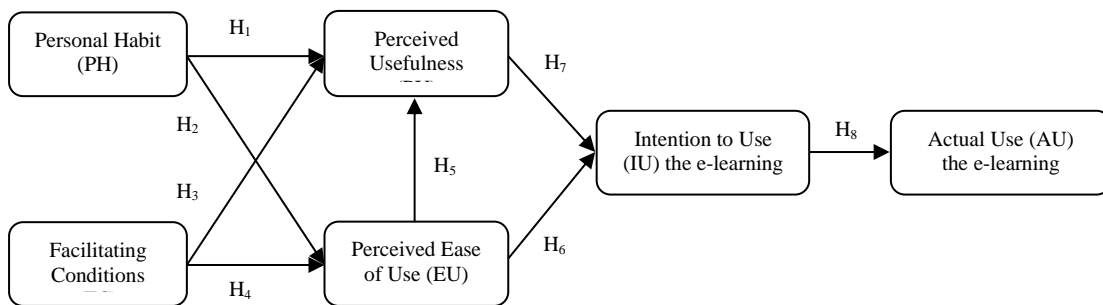 Personal Habit
(PH)
H₁
Perceived
Usefulness
H₇
H₂
H₃
H₅
Intention to Use
(IU) the e-learning
H₈
Actual Use (AU)
the e-learning
Facilitating
Conditions
H₄
Perceived Ease
of Use (EU)
H₆